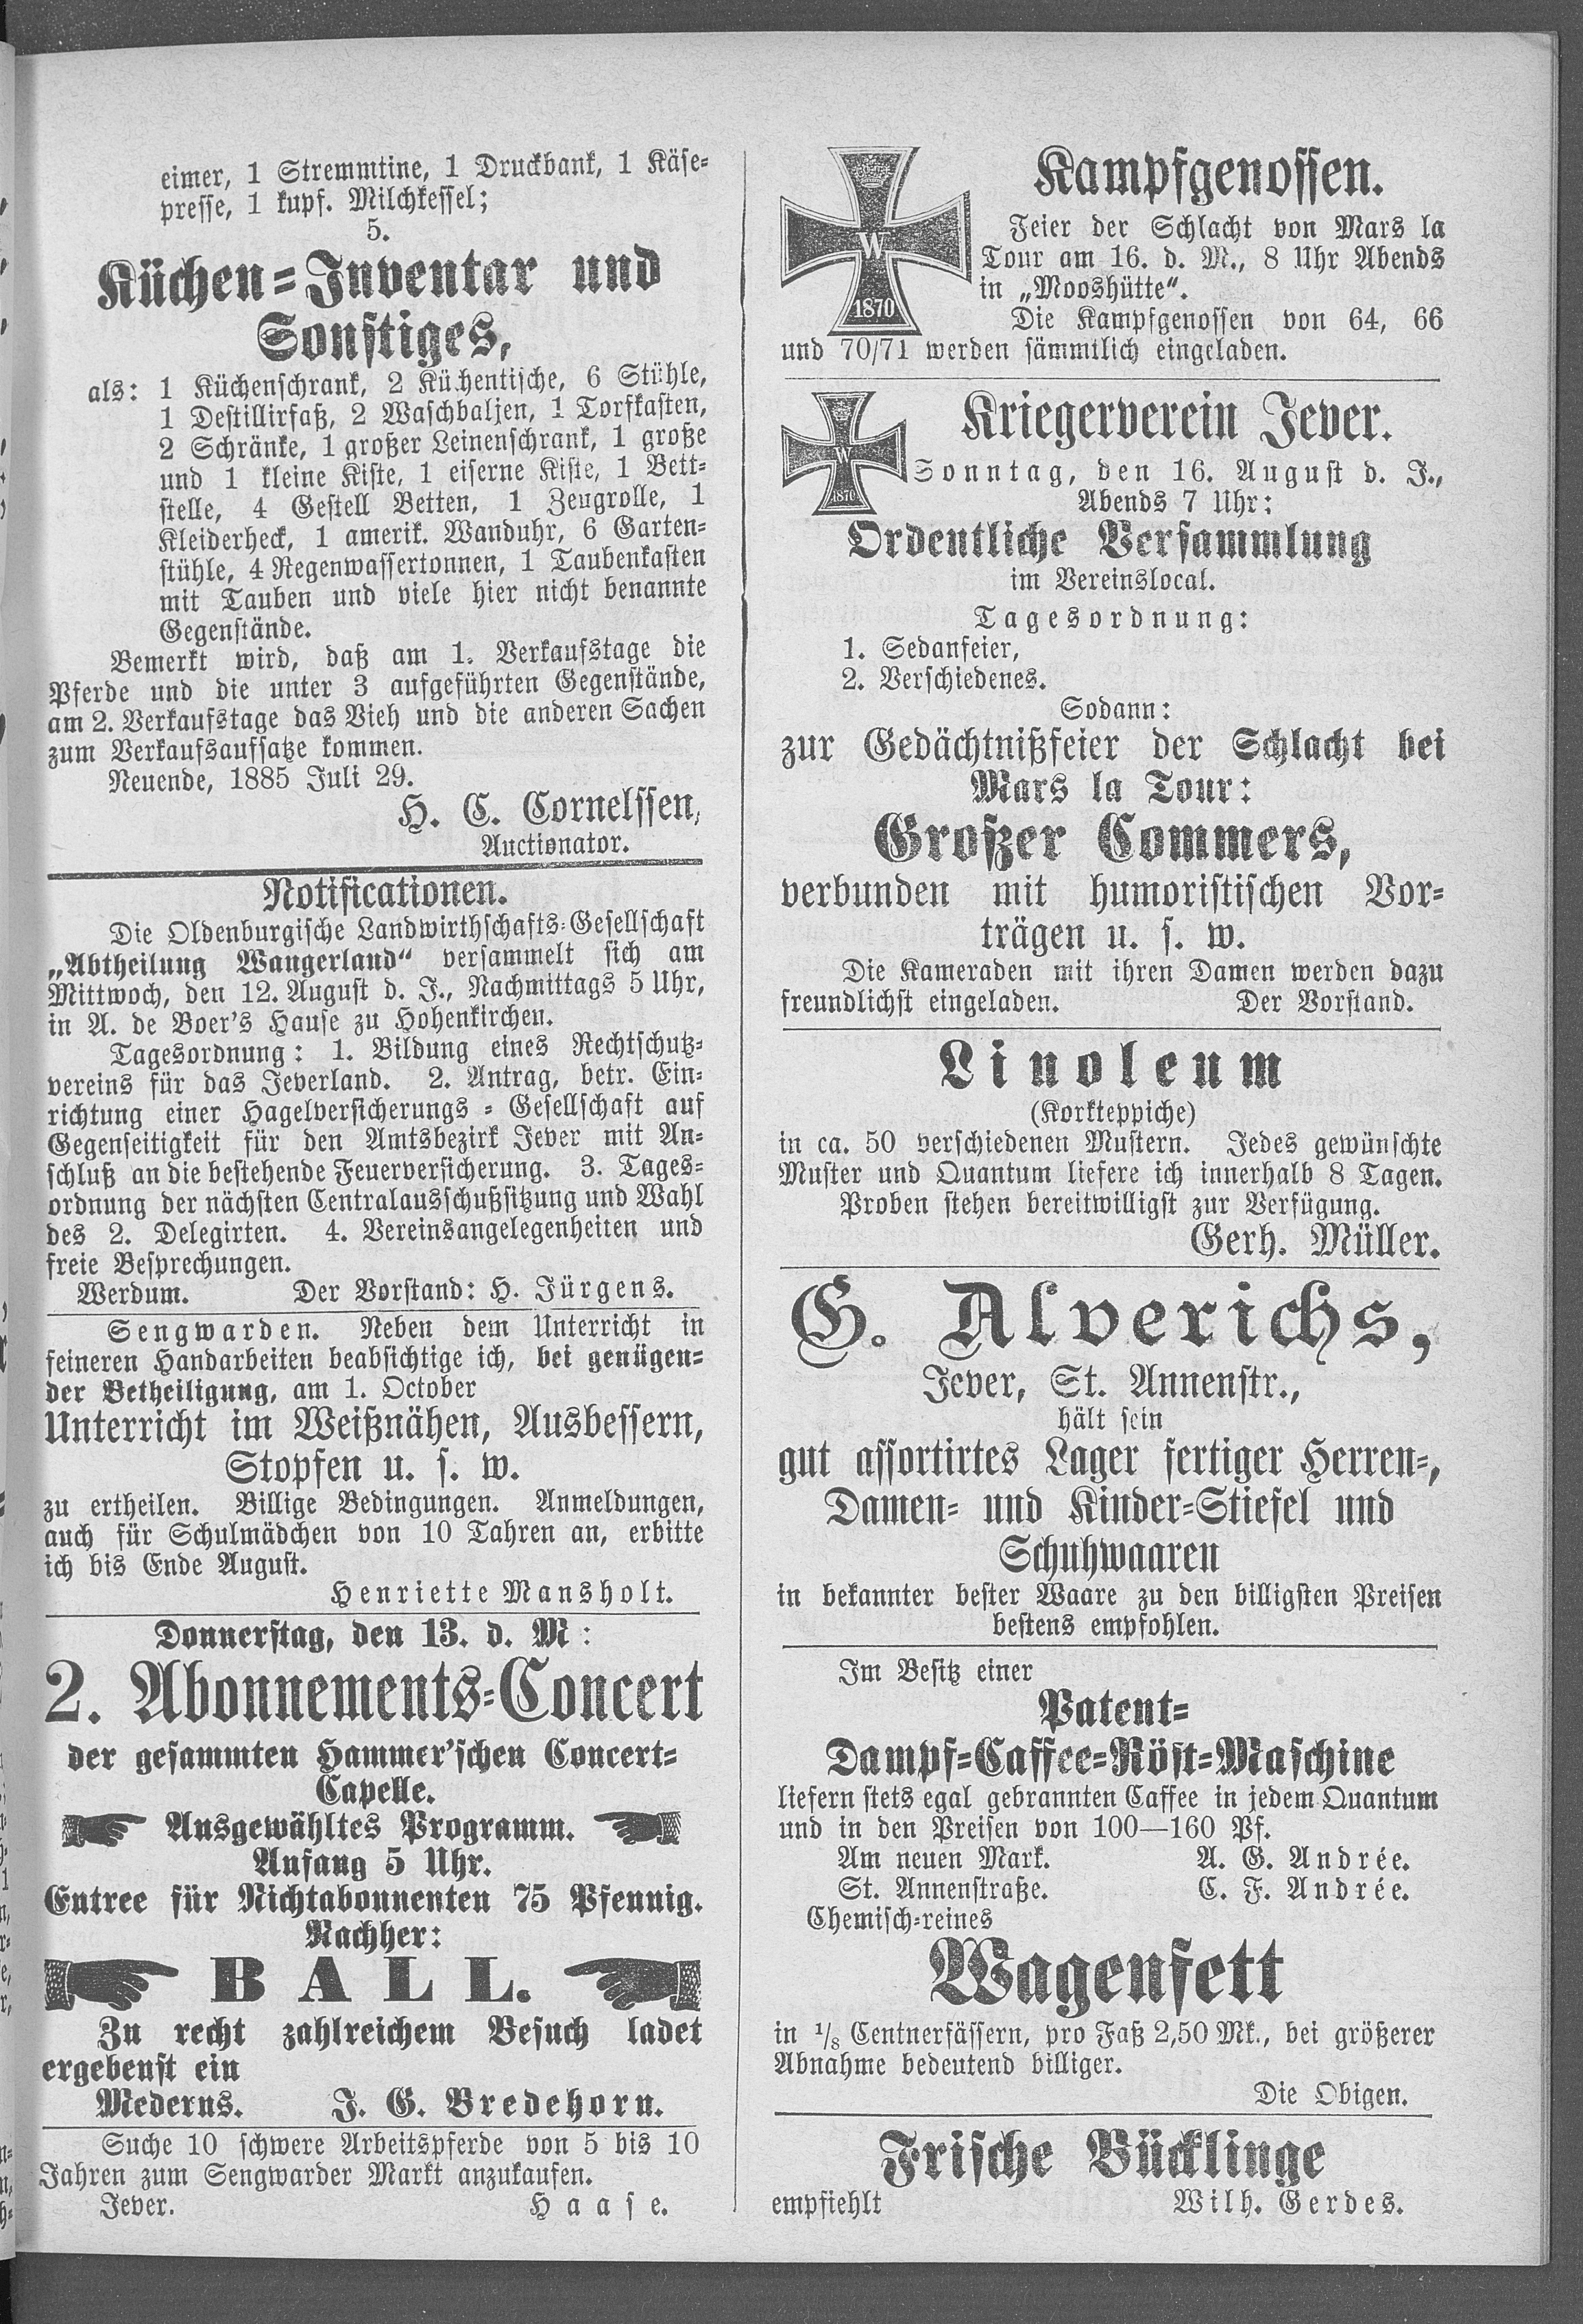 eimer, 1 Stremmtine, 1 Druckbank, 1 Käse-
presse, 1 kupf. Milchkessel;
5.
Küchen-Inventar und
Sonstiges,
als: 1 Küchenschrank, 2 Küchentische, 6 Stühle,
1 Destillirfaß, 2 Waschbaljen, 1 Torfkasten,
2 Schränke, 1 großer Leinenschrank, 1 große
und 1 kleine Kiste, 1 eiserne Kiste, 1 Bett-
stelle, 4 Gestell Betten, 1 Zeugrolle, 1
Kleiderheck, 1 amerik. Wanduhr, 6 Garten-
stühle, 4 Regenwassertonnen, 1 Taubenkasten
mit Tauben und viele hier nicht benannte
Gegenstände.
Bemerkt wird, daß am 1. Verkaufstage die
Pferde und die unter 3 aufgeführten Gegenstände,
am 2. Verkaufstage das Vieh und die anderen Sachen
zum Verkaufsaufsatze kommen.
Neuende, 1885 Juli 29.
H. C. Cornelssen,
Auctionator.
Notificationen.
Die Oldenburgische Landwirthschafts-Gesellschaft
„Abtheilung Wangerland“ versammelt sich am
Mittwoch, den 12. August d. J., Nachmittags 5 Uhr,
in A. de Boer's Hause zu Hohenkirchen.
Tagesordnung: 1. Bildung eines Rechtschutz-
vereins für das Jeverland. 2. Antrag, betr. Ein-
richtung einer Hagelversicherungs-Gesellschaft auf
Gegenseitigkeit für den Amtsbezirk Jever mit An-
schluß an die bestehende Feuerversicherung. 3. Tages-
ordnung der nächsten Centralausschußsitzung und Wahl
des 2. Delegirten. 4. Vereinsangelegenheiten und
freie Besprechungen.
Werdum. Der Vorstand: H. Jürgens.
Sengwarden. Neben dem Unterricht in
feineren Handarbeiten beabsichtige ich, bei genügen-
der Betheiligung, am 1. October
Unterricht im Weißnähen, Ausbessern,
Stopfen u. s. w.
zu ertheilen. Billige Bedingungen. Anmeldungen,
auch für Schulmädchen von 10 Tahren an, erbitte
ich bis Ende August.
Henriette Mansholt.
Donnerstag, den 13. d. M:
2. Abonnements-Concert
der gesammten Hammer'schen Concert-
Capelle.
Ausgewähltes Programm.
Anfang 5 Uhr.
Entree für Nichtabonnenten 75 Pfennig.
Nachher:
BALL.
Zu recht zahlreichem Besuch ladet
ergebenst ein
Mederns. J. G. Bredehorn.
Suche 10 schwere Arbeitspferde von 5 bis 10
Jahren zum Sengwarder Markt anzukaufen.
Jever. Haase.
W
1870
Kampfgenossen.
Feier der Schlacht von Mars la
Tour am 16. d. M., 8 Uhr Abends
in „Mooshütte“.
Die Kampfgenossen von 64, 66
und 70/71 werden sämmtlich eingeladen.
W
1870
Kriegerverein Jever.
Sonntag, den 16. August d. J.,
Abends 7 Uhr:
Ordentliche Versammlung
im Vereinslocal.
Tagesordnung:
1. Sedanfeier,
2. Verschiedenes.
Sodann:
zur Gedächtnißfeier der Schlacht bei
Mars la Tour:
Großer Commers,
verbunden mit humoristischen Vor-
trägen u. s. w.
Die Kameraden mit ihren Damen werden dazu
freundlichst eingeladen. Der Vorstand.
Linoleum
(Korkteppiche)
in ca. 50 verschiedenen Mustern. Jedes gewünschte
Muster und Quantum liefere ich innerhalb 8 Tagen.
Proben stehen bereitwilligst zur Verfügung.
Gerh. Müller.
G. Alverichs,
Jever, St. Annenstr.,
hält sein
gut assortirtes Lager fertiger Herren-,
Damen- und Kinder-Stiefel und
Schuhwaaren
in bekannter bester Waare zu den billigsten Preisen
bestens empfohlen.
Im Besitz einer
Patent-
Dampf-Caffee-Röst-Maschine
liefern stets egal gebrannten Caffee in jedem Quantum
und in den Preisen von 100—160 Pf.
Am neuen Mark. A. G. Andrée.
St. Annenstraße. C. F. Andrée.
Chemisch-reines
Wagenfett
in 1/8 Centnerfässern, pro Faß 2,50 Mk., bei größerer
Abnahme bedeutend billiger.
Die Obigen.
Frische Bücklinge
empfiehlt Wilh. Gerdes.